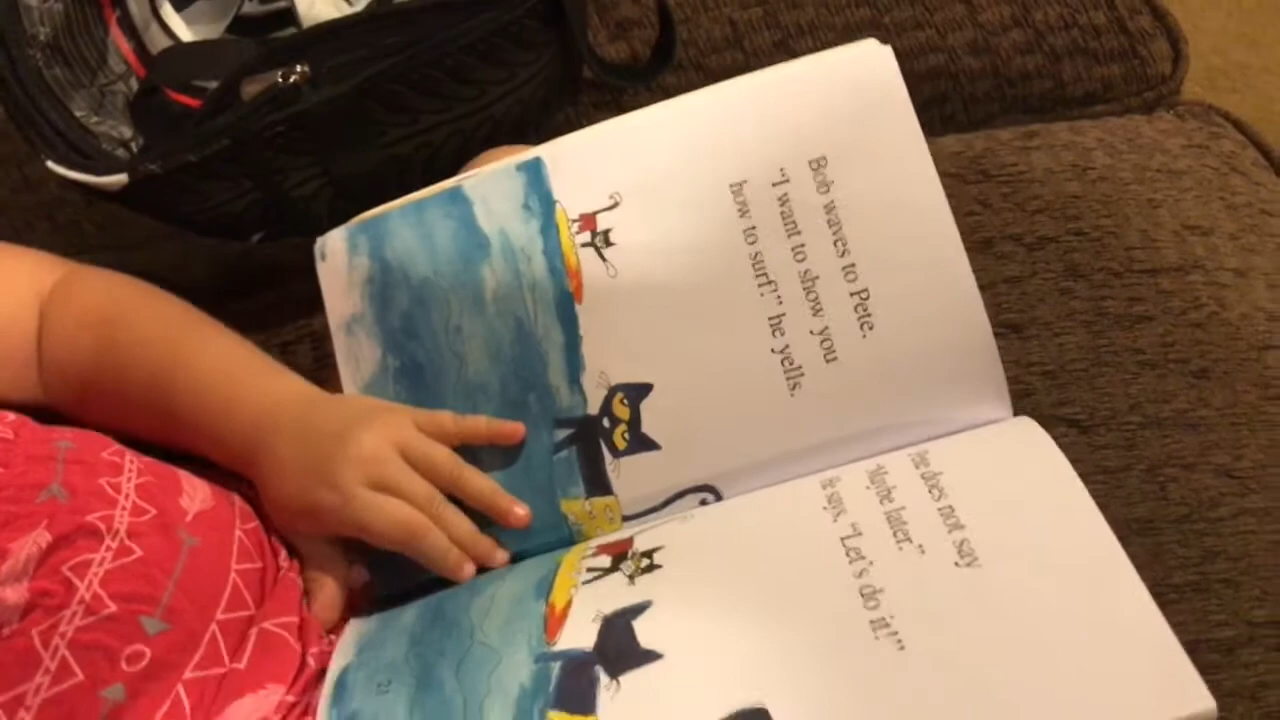 Bob waves to Pete.
"I want to show you
how to surf!" he yells.
Pete does not say
"Maybe later."
He says, "Let's do it!"
21